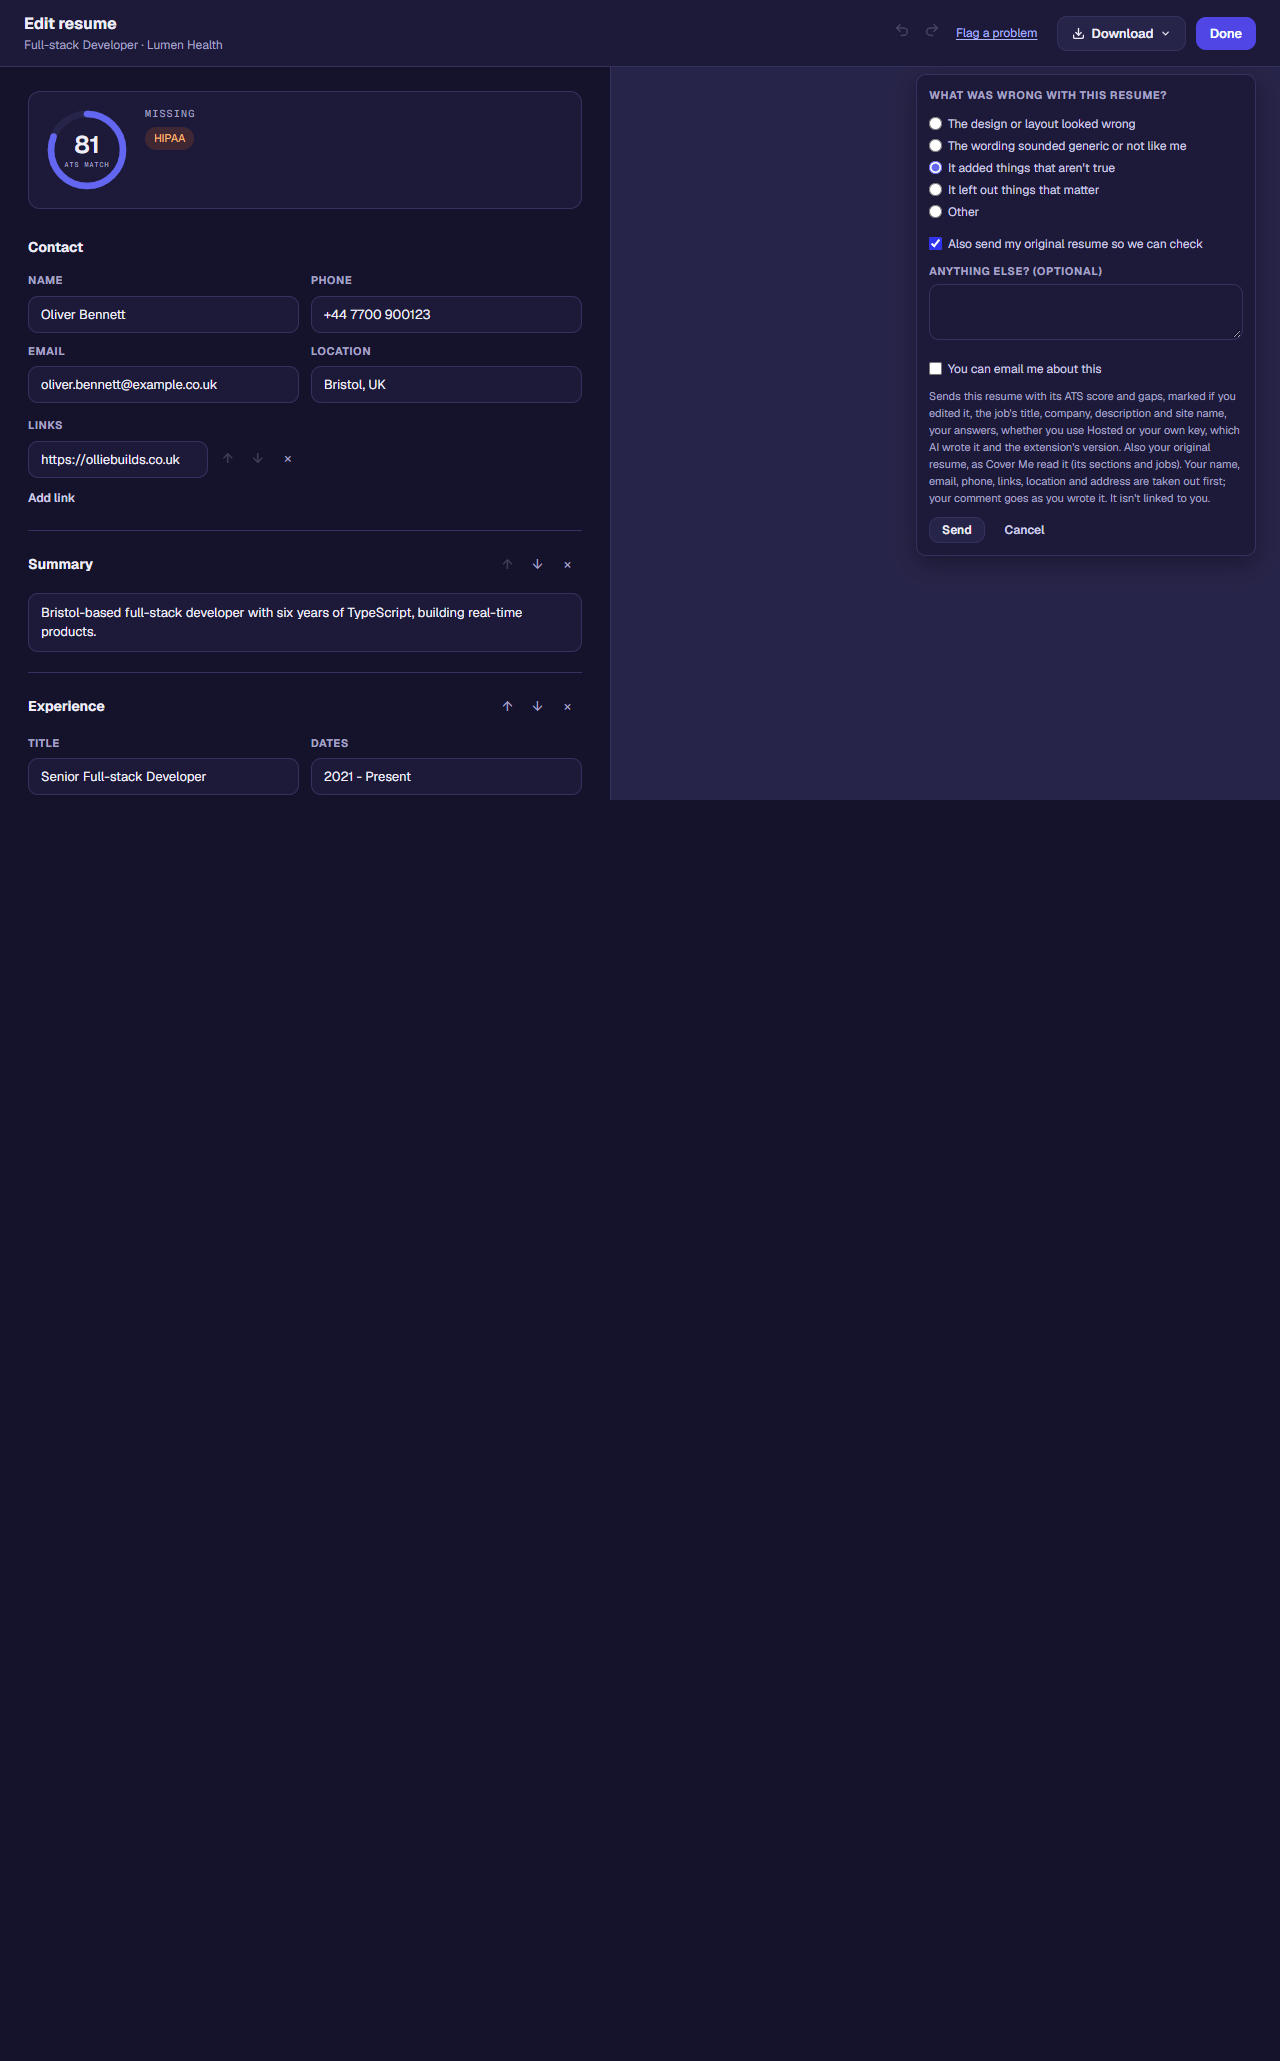 Edit resume
Full-stack Developer · Lumen Health
Flag a problem
Download
Done
81
ATS MATCH
MISSING
HIPAA
Contact
NAME
PHONE
Oliver Bennett
+44 7700 900123
EMAIL
LOCATION
oliver.bennett@example.co.uk
Bristol, UK
LINKS
https://olliebuilds.co.uk
Add link
Summary
Bristol-based full-stack developer with six years of TypeScript, building real-time
products.
Experience
TITLE
DATES
Senior Full-stack Developer
2021 - Present
WHAT WAS WRONG WITH THIS RESUME?
The design or layout looked wrong
The wording sounded generic or not like me
It added things that aren't true
It left out things that matter
Other
Also send my original resume so we can check
ANYTHING ELSE? (OPTIONAL)
You can email me about this
Sends this resume with its ATS score and gaps, marked if you
edited it, the job's title, company, description and site name,
your answers, whether you use Hosted or your own key, which
AI wrote it and the extension's version. Also your original
resume, as Cover Me read it (its sections and jobs). Your name,
email, phone, links, location and address are taken out first;
your comment goes as you wrote it. It isn't linked to you.
Send
Cancel